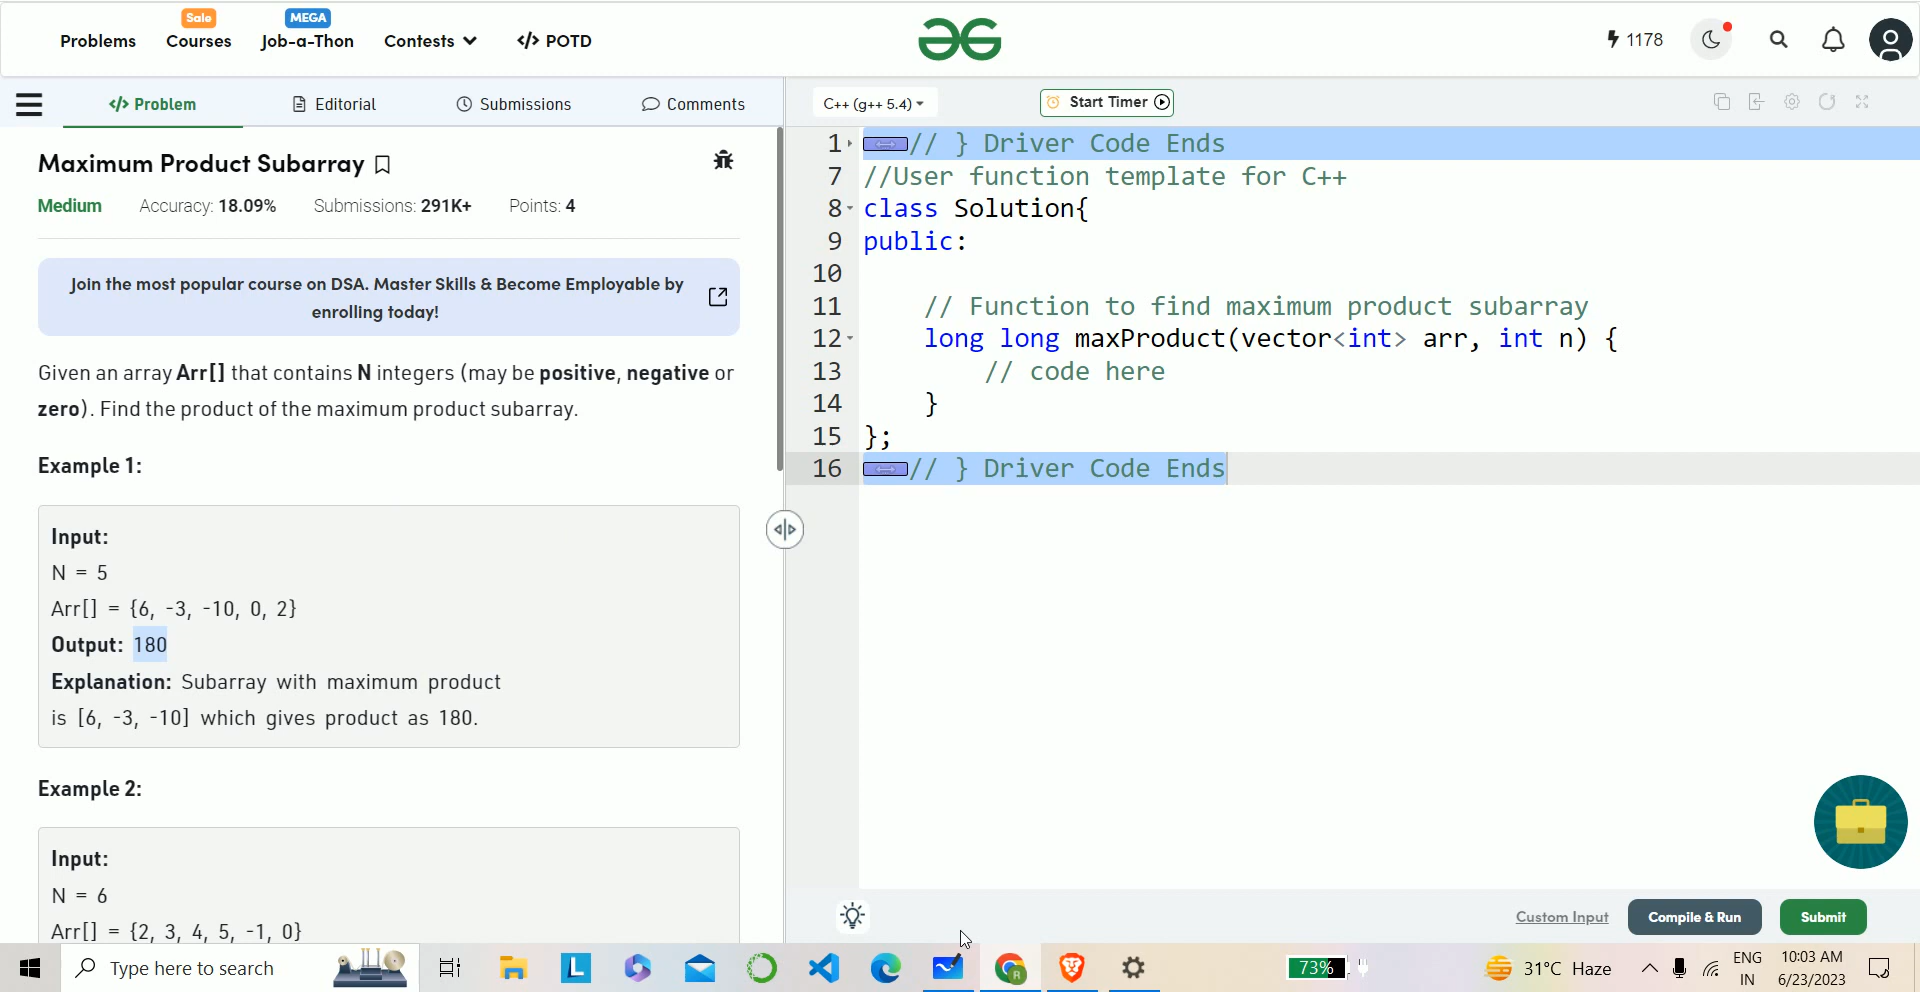 Sale
MEGA
Problems Courses Job-a-Thon Contests </> POTD
1178
</> Problem Editorial Submissions Comments
Maximum Product Subarray
Medium Accuracy: 18.09% Submissions: 291K+ Points: 4
Join the most popular course on DSA. Master Skills & Become Employable by
enrolling today!
Given an array Arr[] that contains N integers (may be positive, negative or
zero). Find the product of the maximum product subarray.
Example 1:
Input:
N = 5
Arr[] = {6, -3, -10, 0, 2}
Output: 180
Explanation: Subarray with maximum product
is [6, -3, -10] which gives product as 180.
Example 2:
Input:
N = 6
Arr[] = {2, 3, 4, 5, -1, 0}
C++ (g++ 5.4) Start Timer
1 // } Driver Code Ends
7 //User function template for C++
8 class Solution{
9 public:
10
11 // Function to find maximum product subarray
12 long long maxProduct(vector<int> arr, int n) {
13 // code here
14 }
15 };
16 // } Driver Code Ends
Custom Input Compile & Run Submit
Type here to search
L
R
73%
31°C Haze
ENG
IN
10:03 AM
6/23/2023